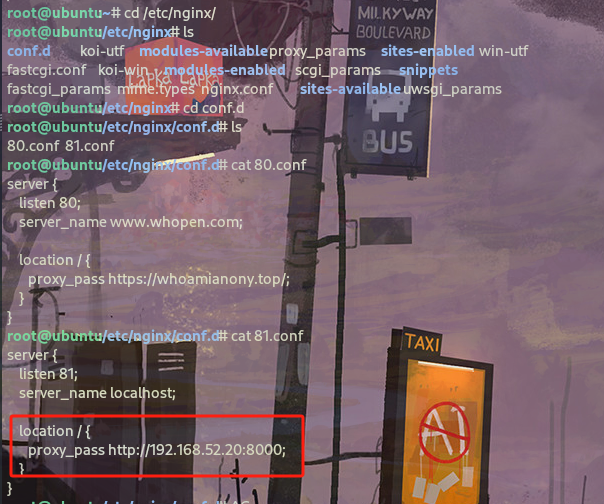 root@ubuntu:~# cd /etc/nginx/
root@ubuntu:/etc/nginx# ls
conf.d koi-utf modules-available proxy_params sites-enabled win-utf
fastcgi.conf koi-win modules-enabled scgi_params snippets
fastcgi_params mime.types nginx.conf sites-available uwsgi_params
root@ubuntu:/etc/nginx# cd conf.d
root@ubuntu:/etc/nginx/conf.d# ls
80.conf 81.conf
root@ubuntu:/etc/nginx/conf.d# cat 80.conf
server {
listen 80;
server_name www.whopen.com;
location / {
proxy_pass https://whoamianony.top/;
}
}
root@ubuntu:/etc/nginx/conf.d# cat 81.conf
server {
listen 81;
server_name localhost;
location / {
proxy_pass http://192.168.52.20:8000;
}
}
MILKYWAY
BOULEVARD
BUS
TAXI